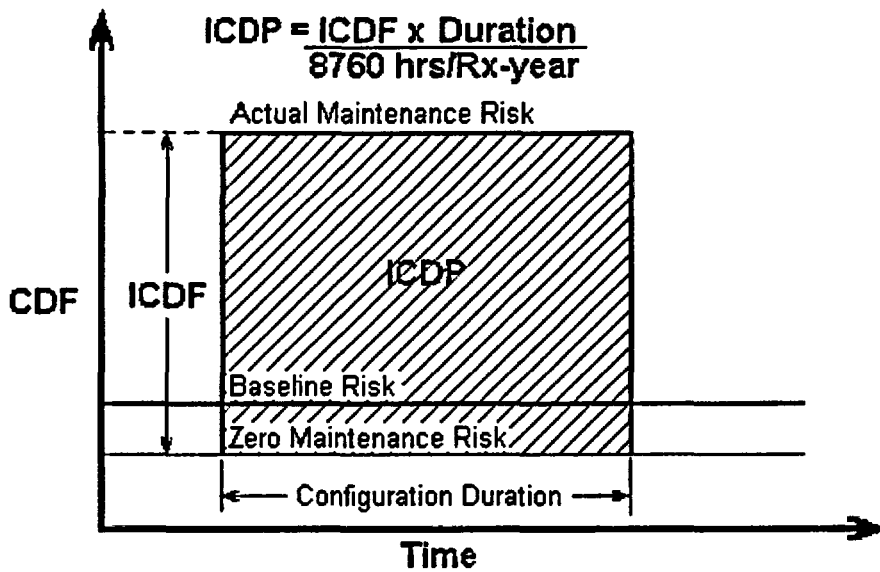 ICDP = ICDF x Duration
8760 hrs/Rx-year
Actual Maintenance Risk
ICDP
CDF
ICDF
Baseline Risk
Zero Maintenance Risk
Configuration Duration
Time